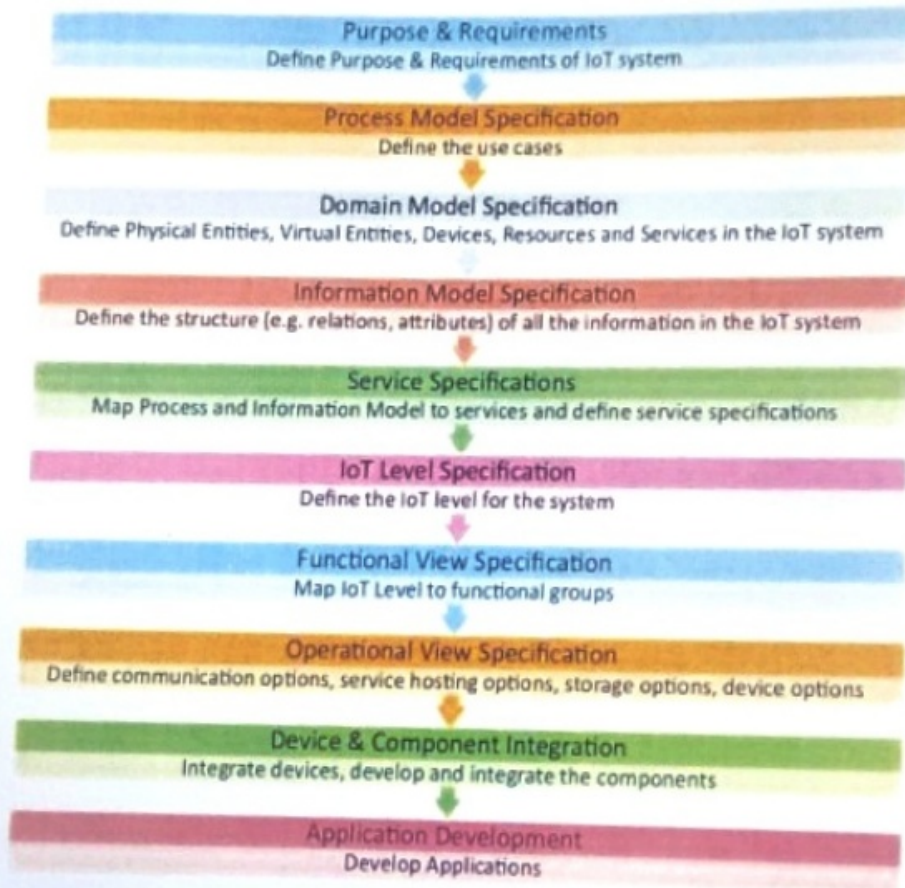 Purpose & Requirements
Define Purpose & Requirements of IoT system
Process Model Specification
Define the use cases
Domain Model Specification
Define Physical Entities, Virtual Entities, Devices, Resources and Services in the IoT system
Information Model Specification
Define the structure (e.g. relations, attributes) of all the information in the IoT system
Service Specifications
Map Process and Information Model to services and define service specifications
IoT Level Specification
Define the IoT level for the system
Functional View Specification
Map IoT Level to functional groups
Operational View Specification
Define communication options, service hosting options, storage options, device options
Device & Component Integration
Integrate devices, develop and integrate the components
Application Development
Develop Applications